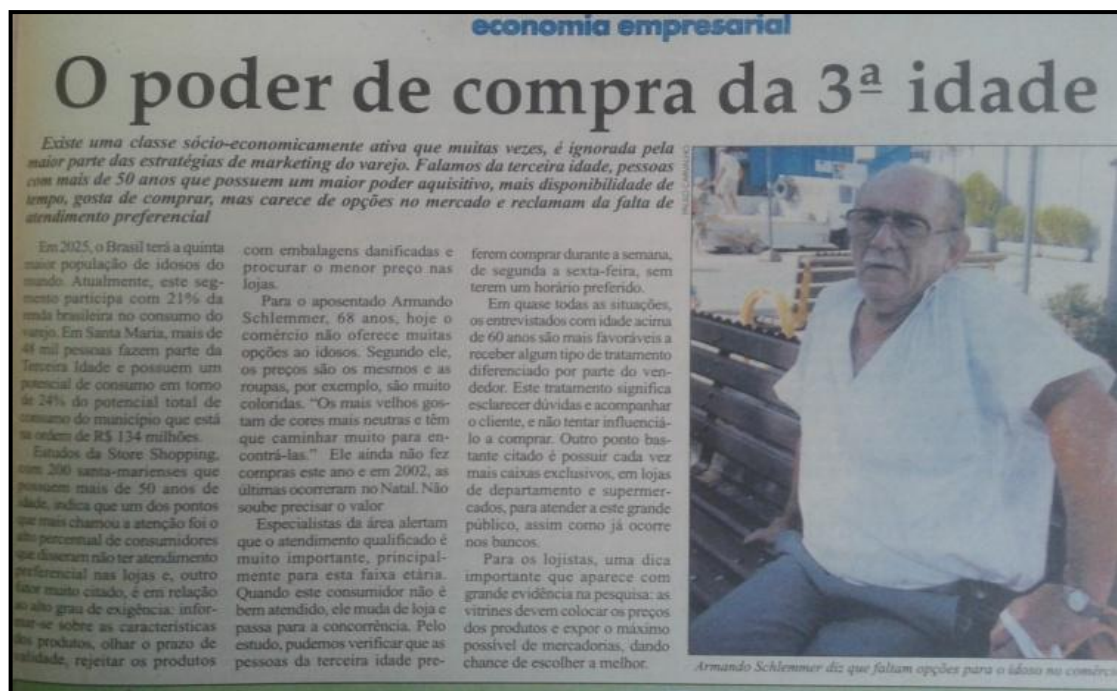 economia empresarial
O poder de compra da 3ª idade
Existe uma classe sócio-economicamente ativa que muitas vezes, é ignorada pela
maior parte das estratégias de marketing do varejo. Falamos da terceira idade, pessoas
com mais de 50 anos que possuem um maior poder aquisitivo, mais disponibilidade de
tempo, gosta de comprar, mas carece de opções no mercado e reclamam da falta de
atendimento preferencial
Em 2025, o Brasil terá a quinta
maior população de idosos do
mundo. Atualmente, este seg-
mento participa com 21% da
renda brasileira no consumo do
varejo. Em Santa Maria, mais de
48 mil pessoas fazem parte da
Terceira Idade e possuem um
potencial de consumo em torno
de 24% do potencial total de
consumo do município que está
na ordem de R$ 134 milhões.
Estudos da Store Shopping,
com 200 santa-marienses que
possuem mais de 50 anos de
idade, indica que um dos pontos
que mais chamou a atenção foi o
alto percentual de consumidores
que disseram não ter atendimento
preferencial nas lojas e, outro
fator muito citado, é em relação
ao alto grau de exigência: infor-
mar-se sobre as características
dos produtos, olhar o prazo de
validade, rejeitar os produtos
com embalagens danificadas e
procurar o menor preço nas
lojas.
Para o aposentado Armando
Schlemmer, 68 anos, hoje o
comércio não oferece muitas
opções ao idosos. Segundo ele,
os preços são os mesmos e as
roupas, por exemplo, são muito
coloridas. “Os mais velhos gos-
tam de cores mais neutras e têm
que caminhar muito para en-
contrá-las.” Ele ainda não fez
compras este ano e em 2002, as
últimas ocorreram no Natal. Não
soube precisar o valor
Especialistas da área alertam
que o atendimento qualificado é
muito importante, principal-
mente para esta faixa etária.
Quando este consumidor não é
bem atendido, ele muda de loja e
passa para a concorrência. Pelo
estudo, pudemos verificar que as
pessoas da terceira idade pre-
ferem comprar durante a semana,
de segunda a sexta-feira, sem
terem um horário preferido.
Em quase todas as situações,
os entrevistados com idade acima
de 60 anos são mais favoráveis a
receber algum tipo de tratamento
diferenciado por parte do ven-
dedor. Este tratamento significa
esclarecer dúvidas e acompanhar
o cliente, e não tentar influenciá-
lo a comprar. Outro ponto bas-
tante citado é possuir cada vez
mais caixas exclusivos, em lojas
de departamento e supermer-
cados, para atender a este grande
público, assim como já ocorre
nos bancos.
Para os lojistas, uma dica
importante que aparece com
grande evidência na pesquisa: as
vitrines devem colocar os preços
dos produtos e expor o máximo
possível de mercadorias, dando
chance de escolher a melhor.
Armando Schlemmer diz que faltam opções para o idoso no comérc